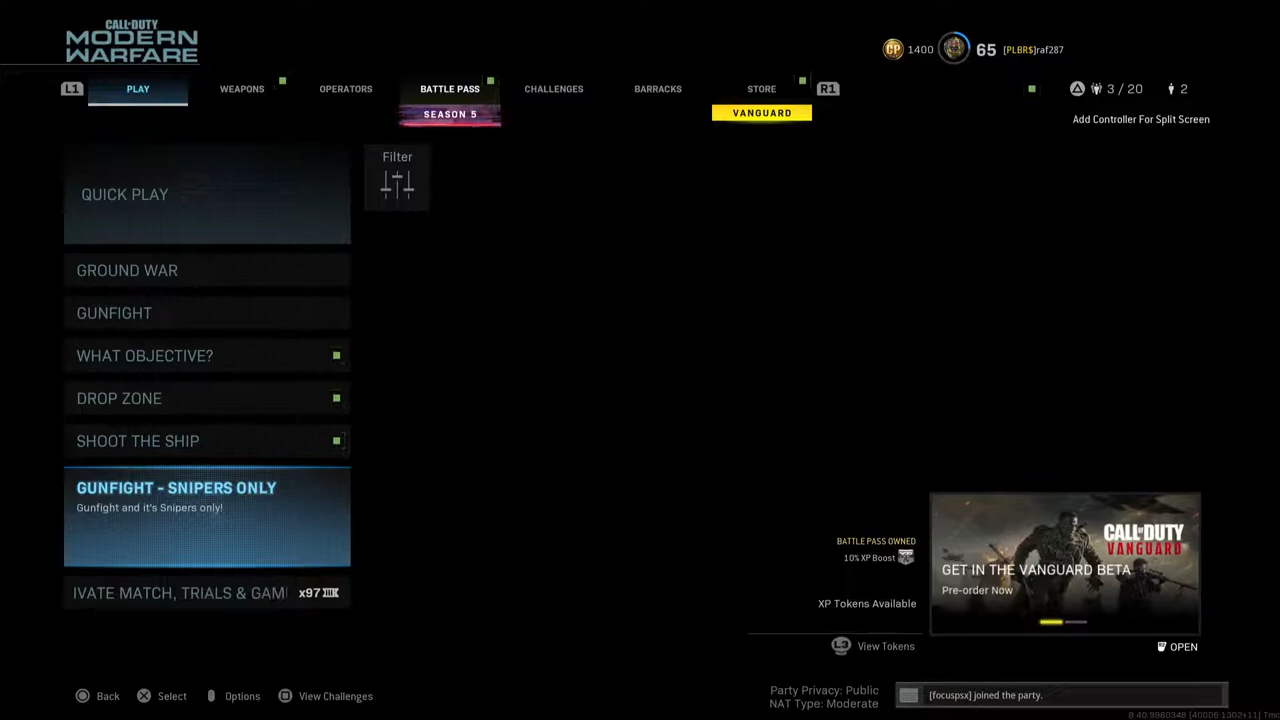 CALL OF DUTY
MODERN
WARFARE
CP 1400
65 [PLBR$]raf287
L1
PLAY
WEAPONS
OPERATORS
BATTLE PASS
CHALLENGES
BARRACKS
STORE
R1
3 / 20
2
SEASON 5
VANGUARD
Add Controller For Split Screen
Filter
QUICK PLAY
GROUND WAR
GUNFIGHT
WHAT OBJECTIVE?
DROP ZONE
SHOOT THE SHIP
GUNFIGHT - SNIPERS ONLY
Gunfight and it's Snipers only!
IVATE MATCH, TRIALS & GAM
x97
BATTLE PASS OWNED
10% XP Boost
XP Tokens Available
L3 View Tokens
CALL OF DUTY
VANGUARD
GET IN THE VANGUARD BETA
Pre-order Now
OPEN
Back
Select
Options
View Challenges
Party Privacy: Public
NAT Type: Moderate
[focuspsx] joined the party.